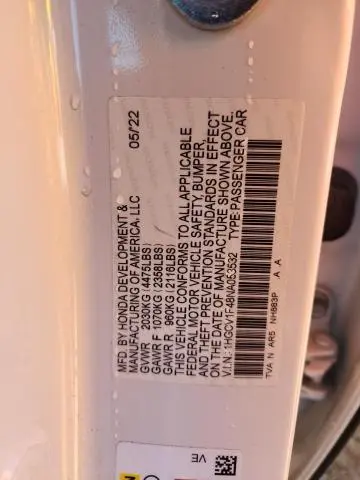 MFD. BY HONDA DEVELOPMENT &
MANUFACTURING OF AMERICA, LLC 05/22
GVWR 2030KG (4475LBS)
GAWR F 1070KG (2358LBS)
GAWR R 960KG (2116LBS)
THIS VEHICLE CONFORMS TO ALL APPLICABLE
FEDERAL MOTOR VEHICLE SAFETY, BUMPER,
AND THEFT PREVENTION STANDARDS IN EFFECT
ON THE DATE OF MANUFACTURE SHOWN ABOVE.
V.I.N.: 1HGCV1F48NA053532 TYPE:PASSENGER CAR
TVA N AR5 NH883P A A
VE